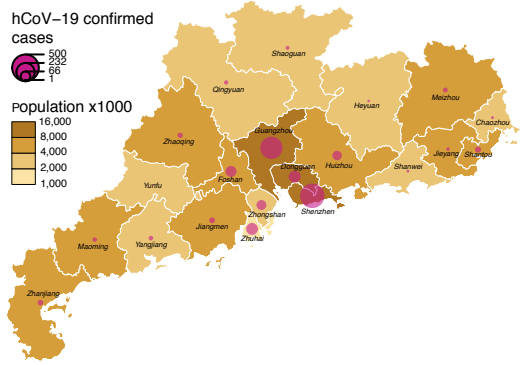 hCoV-19 confirmed
cases
500
232
66
1
Population x1000
16,000
8,000
4,000
2,000
1,000
Shaoguan
Qingyuan
Heyuan
Meizhou
Chaozhou
Zhaoqing
Guangzhou
Jieyang
Shantou
Huizhou
Shanwei
Dongguan
Foshan
Yunfu
Zhongshan
Shenzhen
Jiangmen
Zhuhai
Yangjiang
Maoming
Zhanjiang